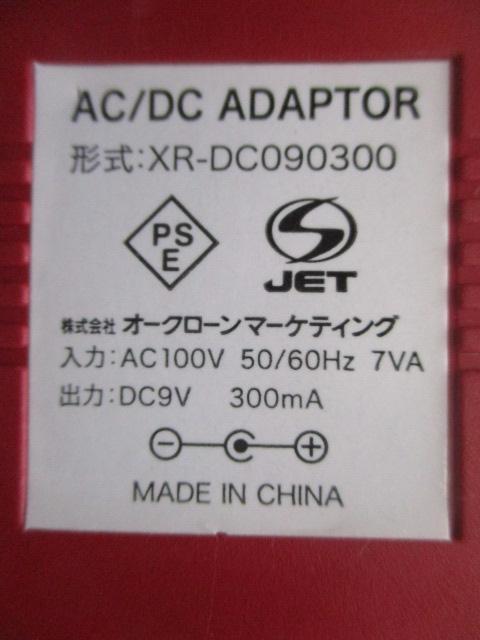 AC/DC ADAPTOR
形式:XR-DC090300
PS
E
JET
株式会社 オークローンマーケティング
入力:AC100V 50/60Hz 7VA
出力:DC9V 300mA
MADE IN CHINA